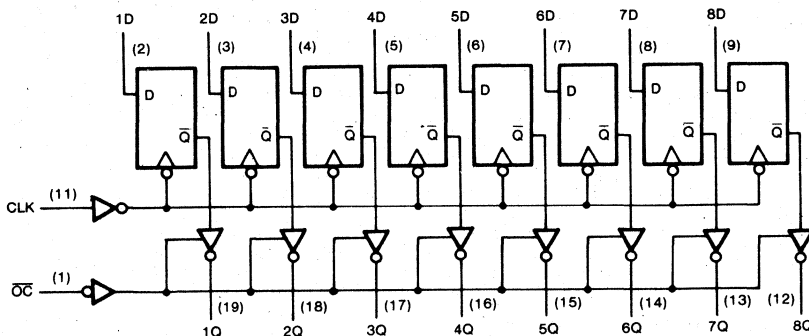 1D 2D 3D 4D 5D 6D 7D 8D
(2) (3) (4) (5) (6) (7) (8) (9)
D D D D D D D D
Q̅ Q̅ Q̅ Q̅ Q̅ Q̅ Q̅ Q̅
CLK (11)
O̅C̅ (1)
(19) (18) (17) (16) (15) (14) (13) (12)
1Q 2Q 3Q 4Q 5Q 6Q 7Q 8Q